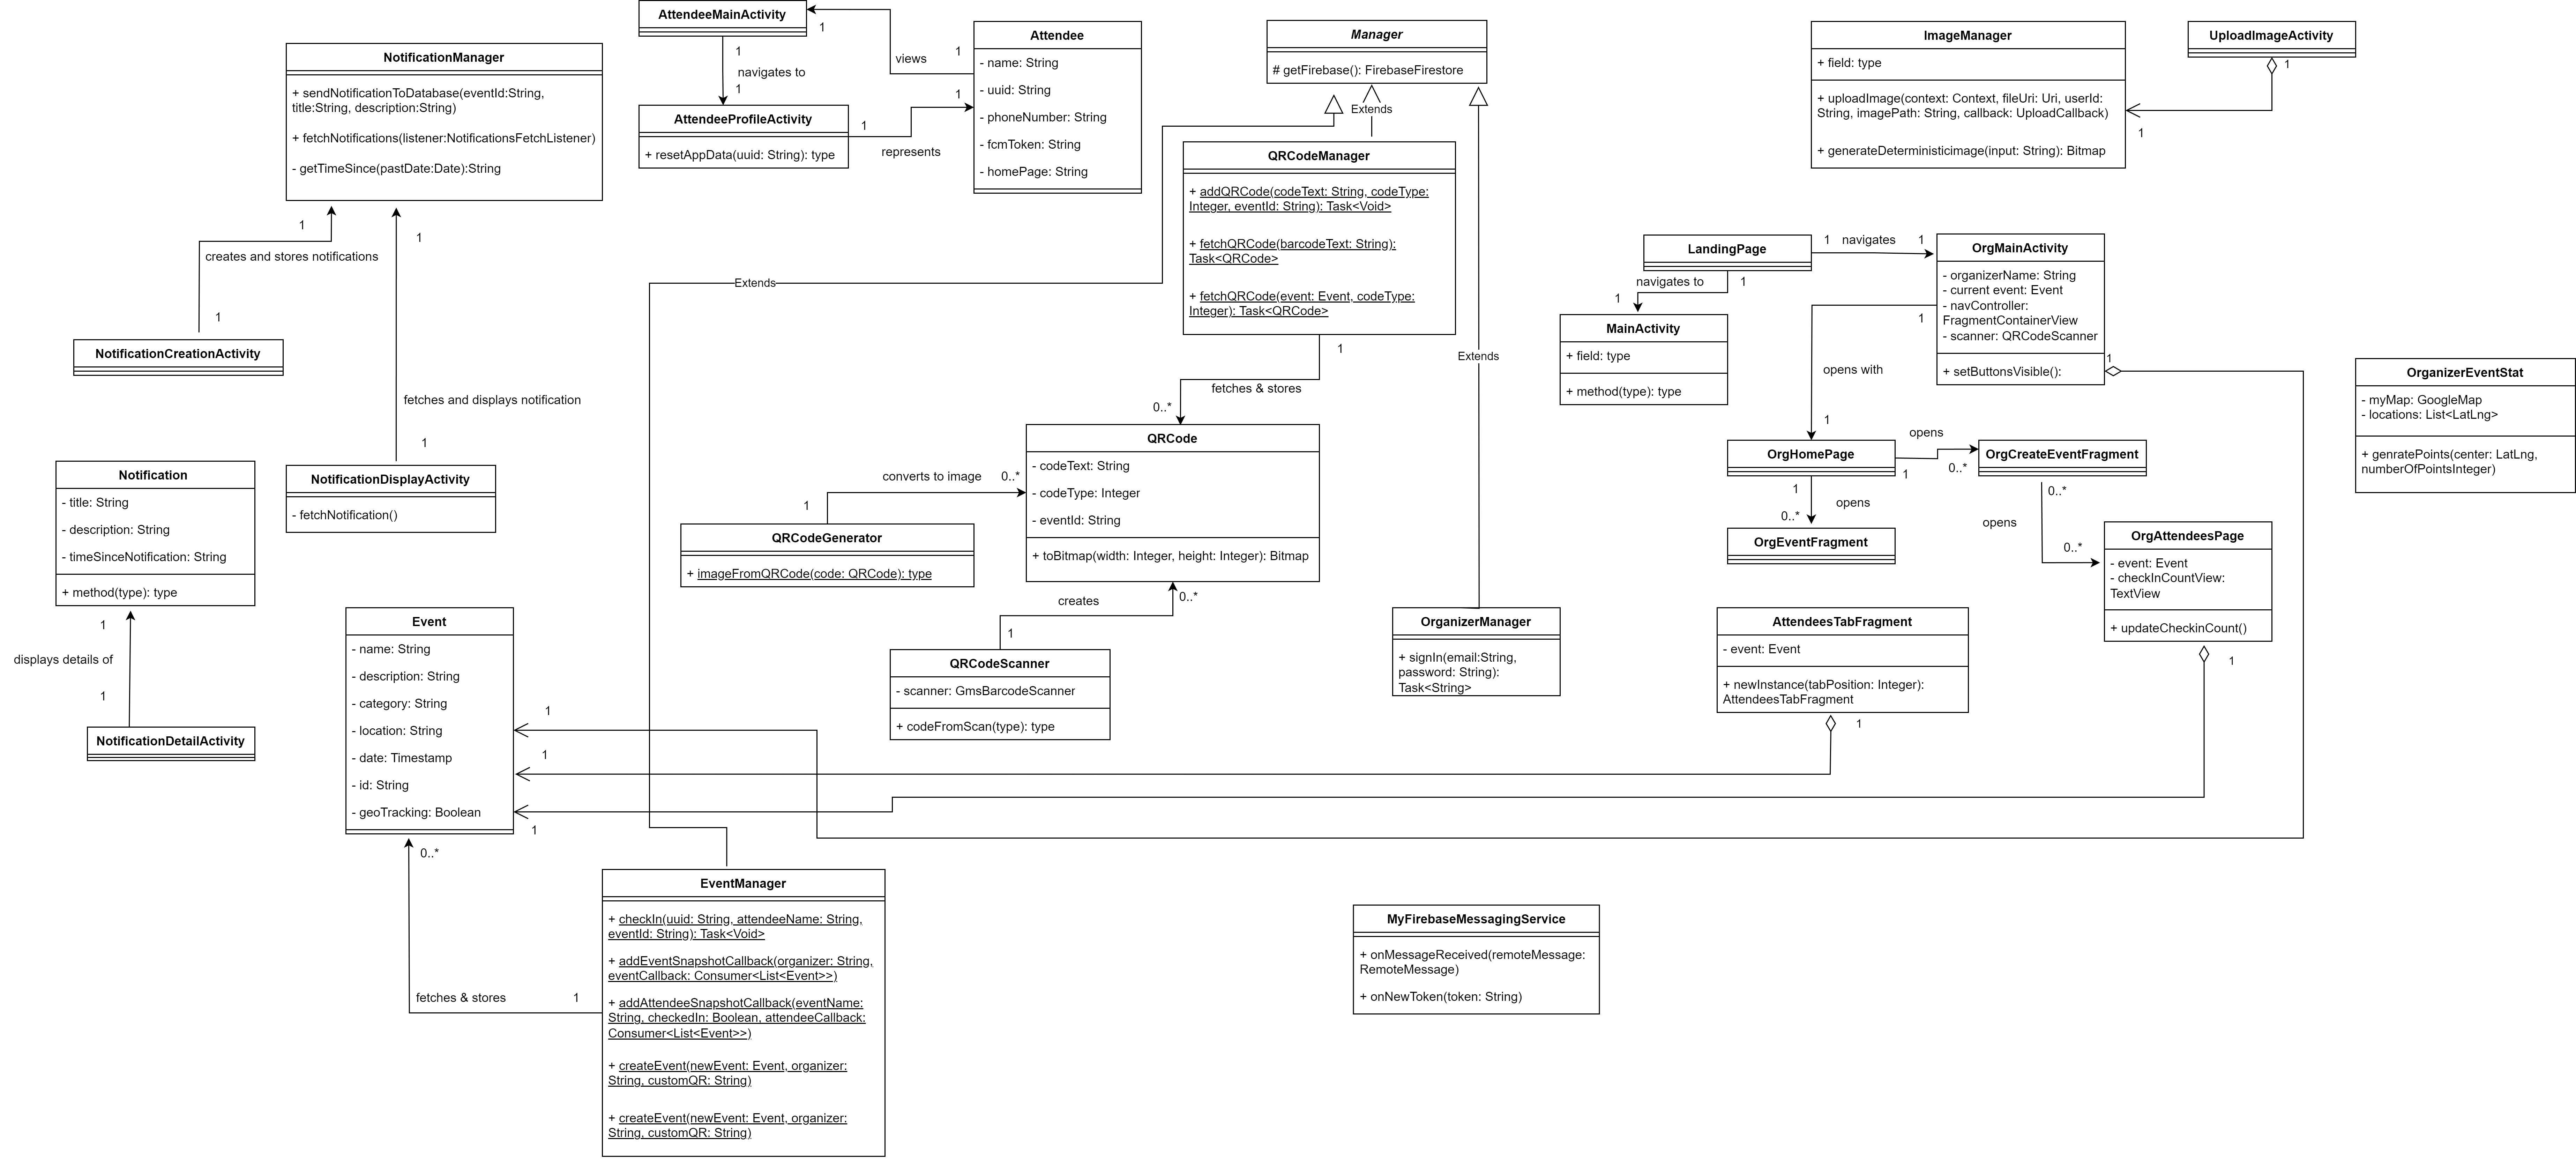 NotificationManager
+ sendNotificationToDatabase(eventId:String,
title:String, description:String)
+ fetchNotifications(listener:NotificationsFetchListener)
- getTimeSince(pastDate:Date):String
1
creates and stores notifications
1
NotificationCreationActivity
1
fetches and displays notification
1
NotificationDisplayActivity
- fetchNotification()
Notification
- title: String
- description: String
- timeSinceNotification: String
+ method(type): type
1
displays details of
1
NotificationDetailActivity
AttendeeMainActivity
1
1
navigates to
1
views
1
AttendeeProfileActivity
+ resetAppData(uuid: String): type
1
represents
1
Attendee
- name: String
- uuid: String
- phoneNumber: String
- fcmToken: String
- homePage: String
Manager
# getFirebase(): FirebaseFirestore
Extends
Extends
Extends
QRCodeManager
+ addQRCode(codeText: String, codeType:
Integer, eventId: String): Task<Void>
+ fetchQRCode(barcodeText: String):
Task<QRCode>
+ fetchQRCode(event: Event, codeType:
Integer): Task<QRCode>
1
fetches & stores
0..*
QRCode
- codeText: String
- codeType: Integer
- eventId: String
+ toBitmap(width: Integer, height: Integer): Bitmap
converts to image
0..*
1
QRCodeGenerator
+ imageFromQRCode(code: QRCode): type
creates
0..*
1
QRCodeScanner
- scanner: GmsBarcodeScanner
+ codeFromScan(type): type
OrganizerManager
+ signIn(email:String,
password: String):
Task<String>
Event
- name: String
- description: String
- category: String
- location: String
- date: Timestamp
- id: String
- geoTracking: Boolean
1
1
1
0..*
fetches & stores
1
EventManager
+ checkIn(uuid: String, attendeeName: String,
eventId: String): Task<Void>
+ addEventSnapshotCallback(organizer: String,
eventCallback: Consumer<List<Event>>)
+ addAttendeeSnapshotCallback(eventName:
String, checkedIn: Boolean, attendeeCallback:
Consumer<List<Event>>)
+ createEvent(newEvent: Event, organizer:
String, customQR: String)
+ createEvent(newEvent: Event, organizer:
String, customQR: String)
MyFirebaseMessagingService
+ onMessageReceived(remoteMessage:
RemoteMessage)
+ onNewToken(token: String)
ImageManager
+ field: type
+ uploadImage(context: Context, fileUri: Uri, userId:
String, imagePath: String, callback: UploadCallback)
+ generateDeterministicimage(input: String): Bitmap
UploadImageActivity
1
1
LandingPage
1
navigates
1
navigates to
1
1
MainActivity
+ field: type
+ method(type): type
OrgMainActivity
- organizerName: String
- current event: Event
- navController:
FragmentContainerView
- scanner: QRCodeScanner
+ setButtonsVisible():
1
1
opens with
1
OrgHomePage
opens
1
0..*
OrgCreateEventFragment
1
opens
0..*
OrgEventFragment
0..*
opens
0..*
OrgAttendeesPage
- event: Event
- checkInCountView:
TextView
+ updateCheckinCount()
1
AttendeesTabFragment
- event: Event
+ newInstance(tabPosition: Integer):
AttendeesTabFragment
1
OrganizerEventStat
- myMap: GoogleMap
- locations: List<LatLng>
+ genratePoints(center: LatLng,
numberOfPointsInteger)